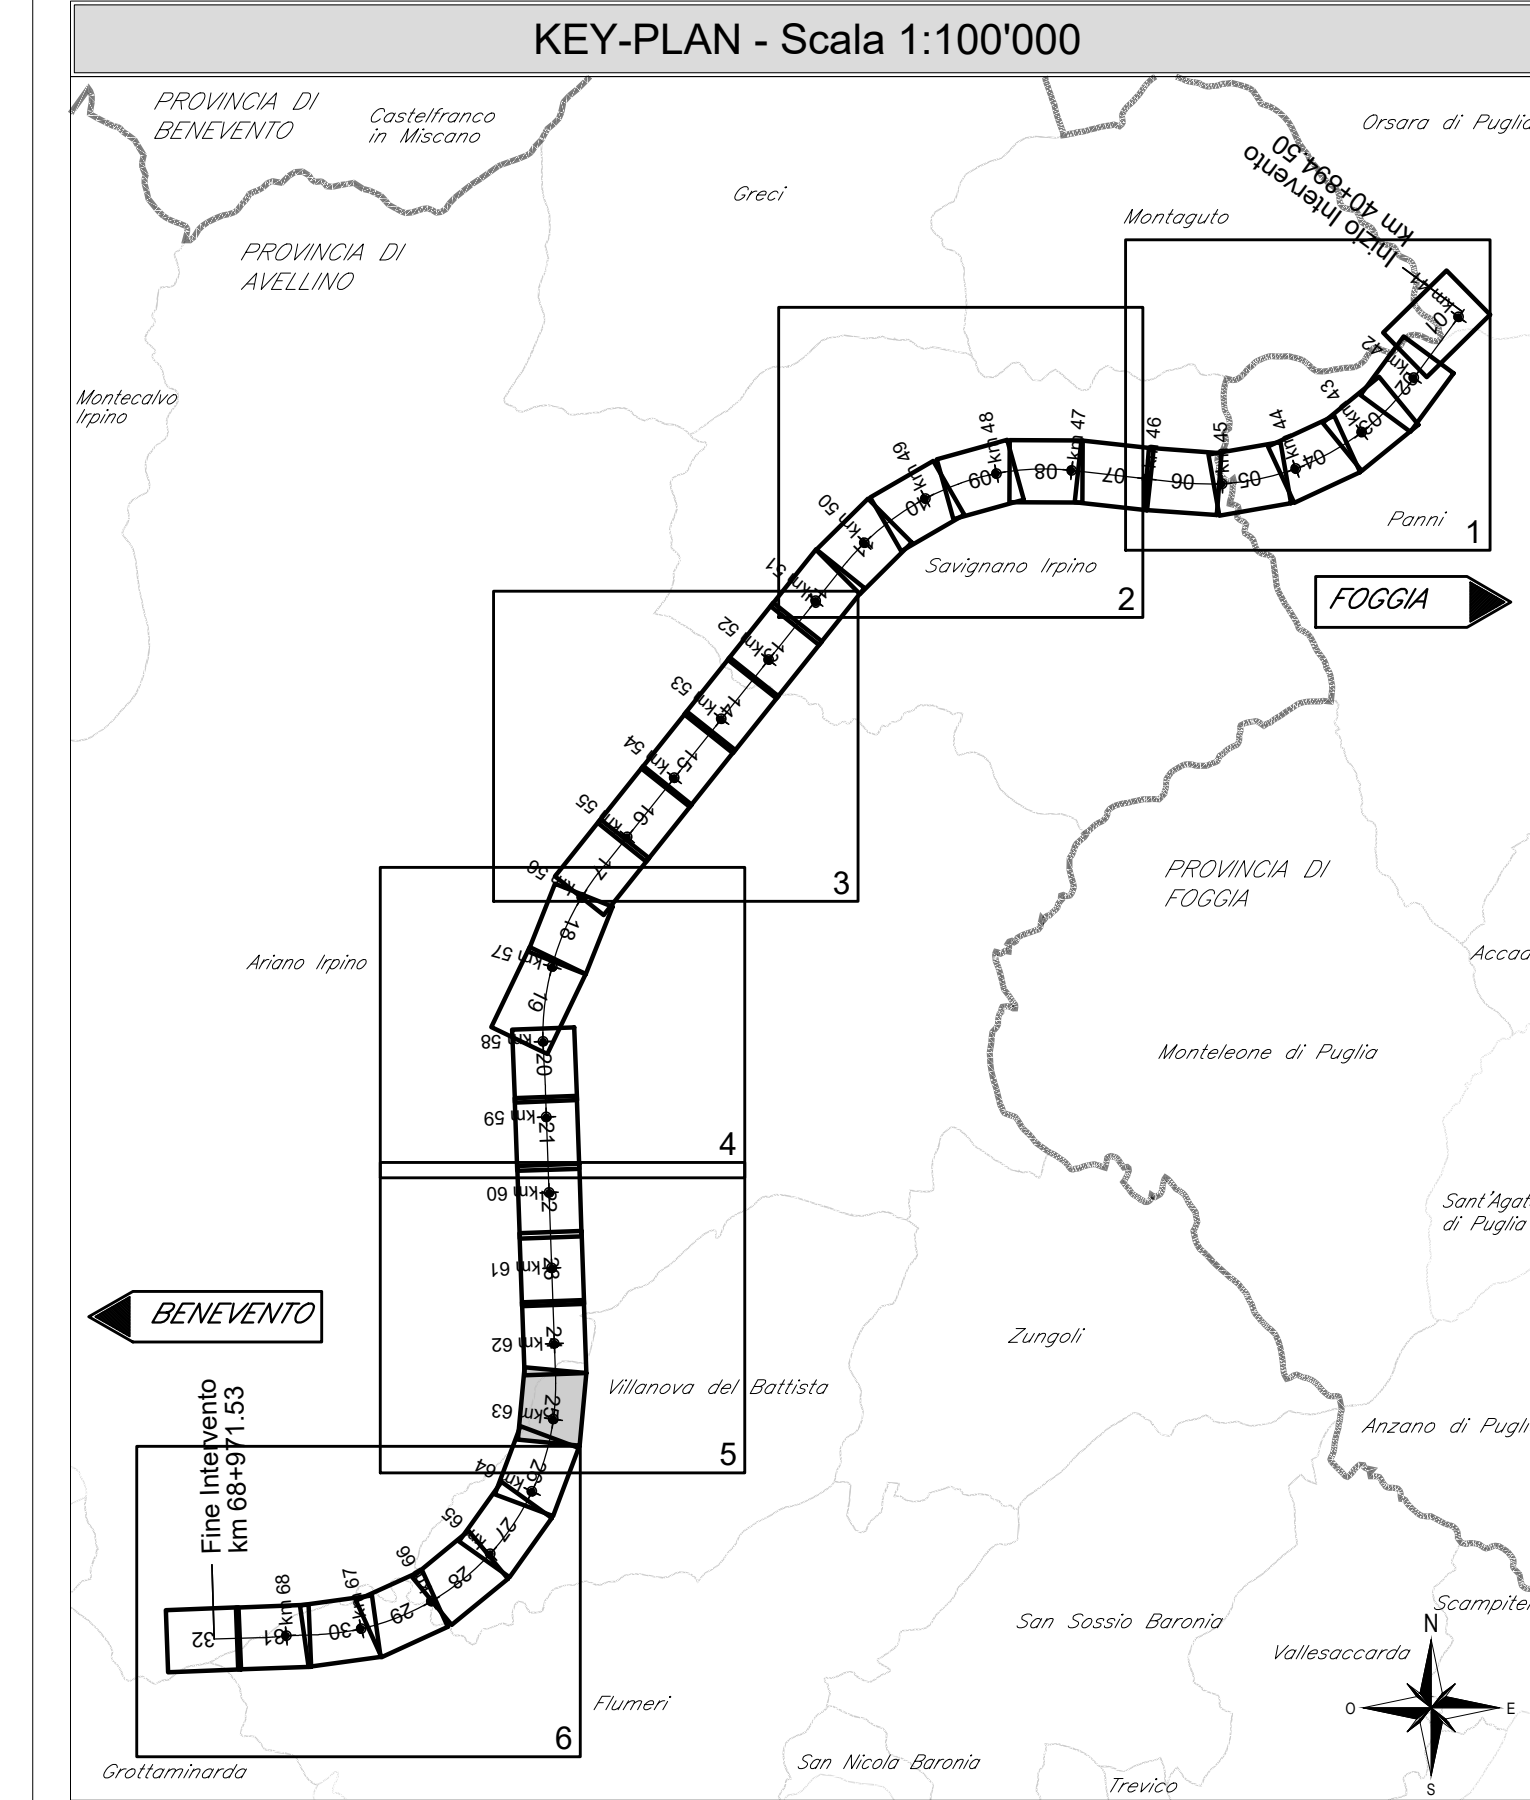 KEY-PLAN - Scala 1:100'000
PROVINCIA DI
BENEVENTO
Castelfranco
in Miscano
Orsara di Puglia
Greci
Montaguto
Inizio Intervento
km 40+894.50
PROVINCIA DI
AVELLINO
Montecalvo
Irpino
km 41
01
km 42
02
km 43
03
km 44
04
km 45
05
km 46
06
07
km 47
08
km 48
09
km 49
10
km 50
11
km 51
12
Panni
1
Savignano Irpino
2
FOGGIA
km 52
13
km 53
14
km 54
15
km 55
16
km 56
17
3
PROVINCIA DI
FOGGIA
18
km 57
Ariano Irpino
Accad
19
km 58
20
Monteleone di Puglia
km 59
21
4
km 60
22
Sant'Agat
di Puglia
km 61
23
BENEVENTO
km 62
24
Zungoli
Villanova del Battista
km 63
25
Anzano di Pugli
5
Fine Intervento
km 68+971.53
km 64
26
km 65
27
km 66
28
km 67
29
km 68
30
31
32
Scampite
San Sossio Baronia
Vallesaccarda
N
O
E
S
Flumeri
6
Grottaminarda
San Nicola Baronia
Trevico